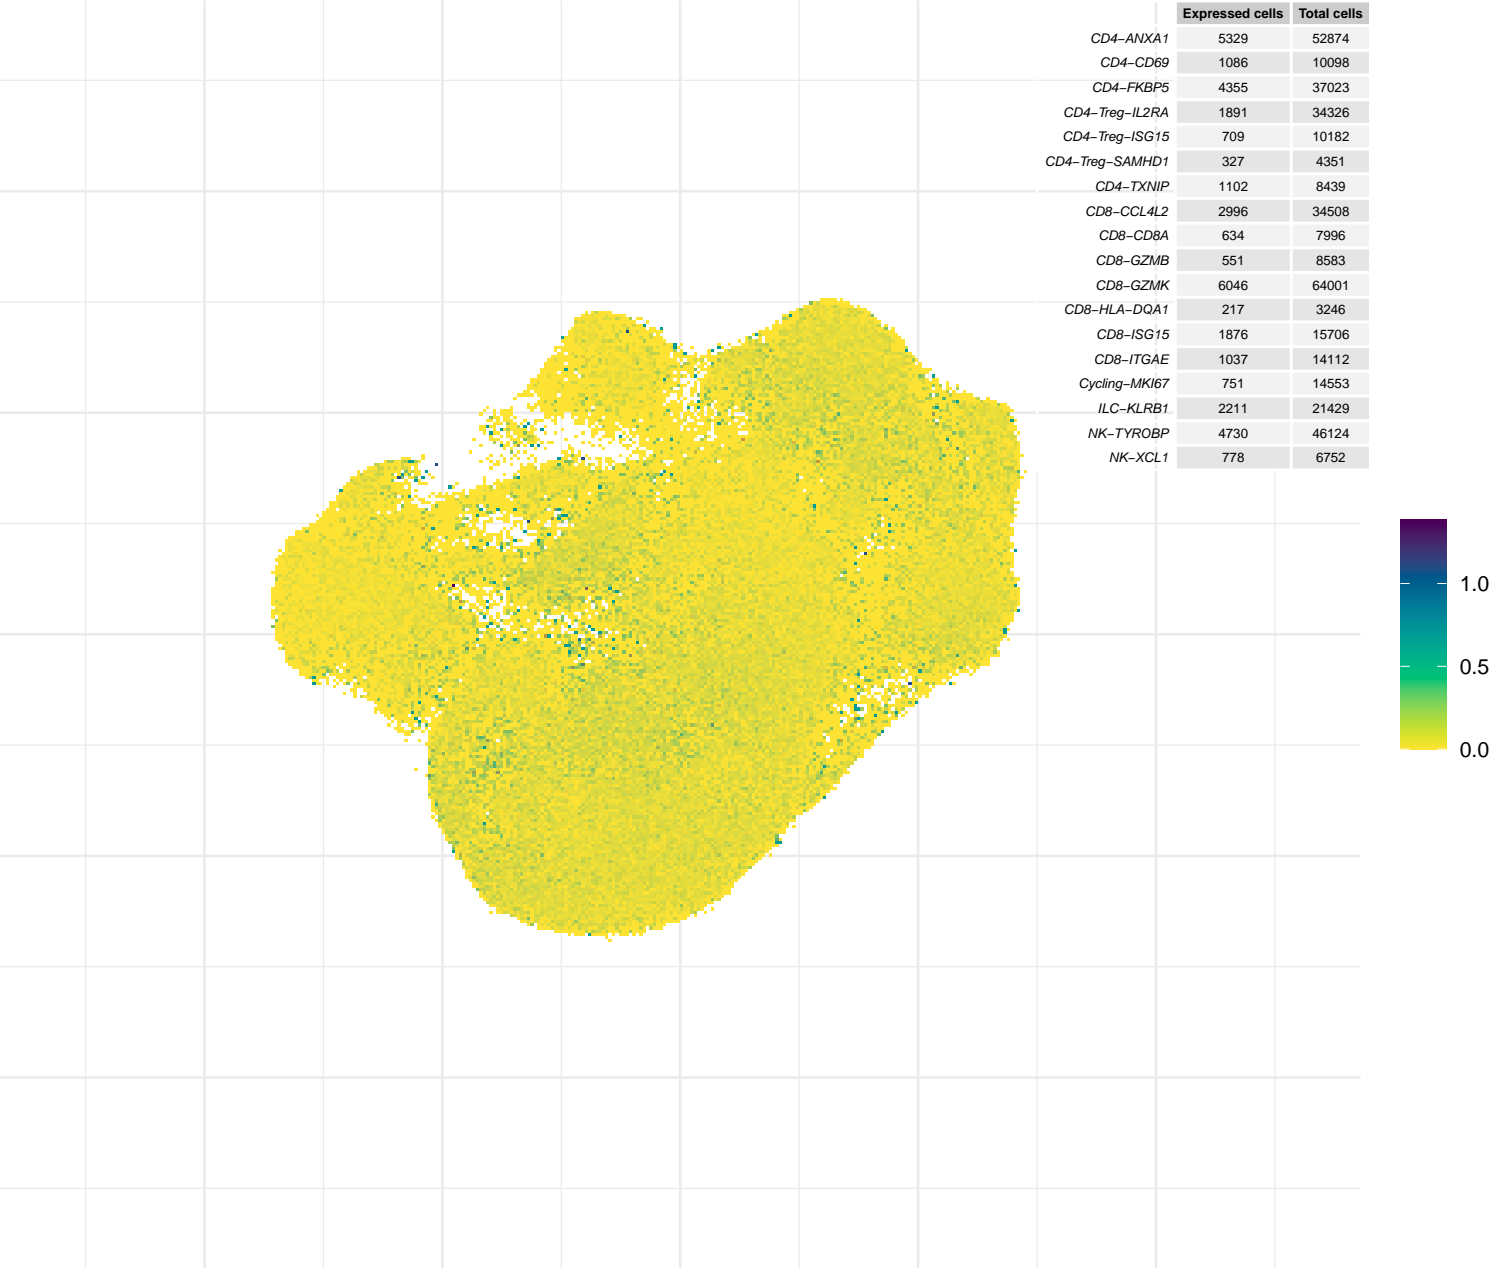 Expressed cells Total cells
CD4−ANXA1 5329 52874
CD4−CD69 1086 10098
CD4−FKBP5 4355 37023
CD4−Treg−IL2RA 1891 34326
CD4−Treg−ISG15 709 10182
CD4−Treg−SAMHD1 327 4351
CD4−TXNIP 1102 8439
CD8−CCL4L2 2996 34508
CD8−CD8A 634 7996
CD8−GZMB 551 8583
CD8−GZMK 6046 64001
CD8−HLA−DQA1 217 3246
CD8−ISG15 1876 15706
CD8−ITGAE 1037 14112
Cycling−MKI67 751 14553
ILC−KLRB1 2211 21429
NK−TYROBP 4730 46124
NK−XCL1 778 6752
1.0
0.5
0.0